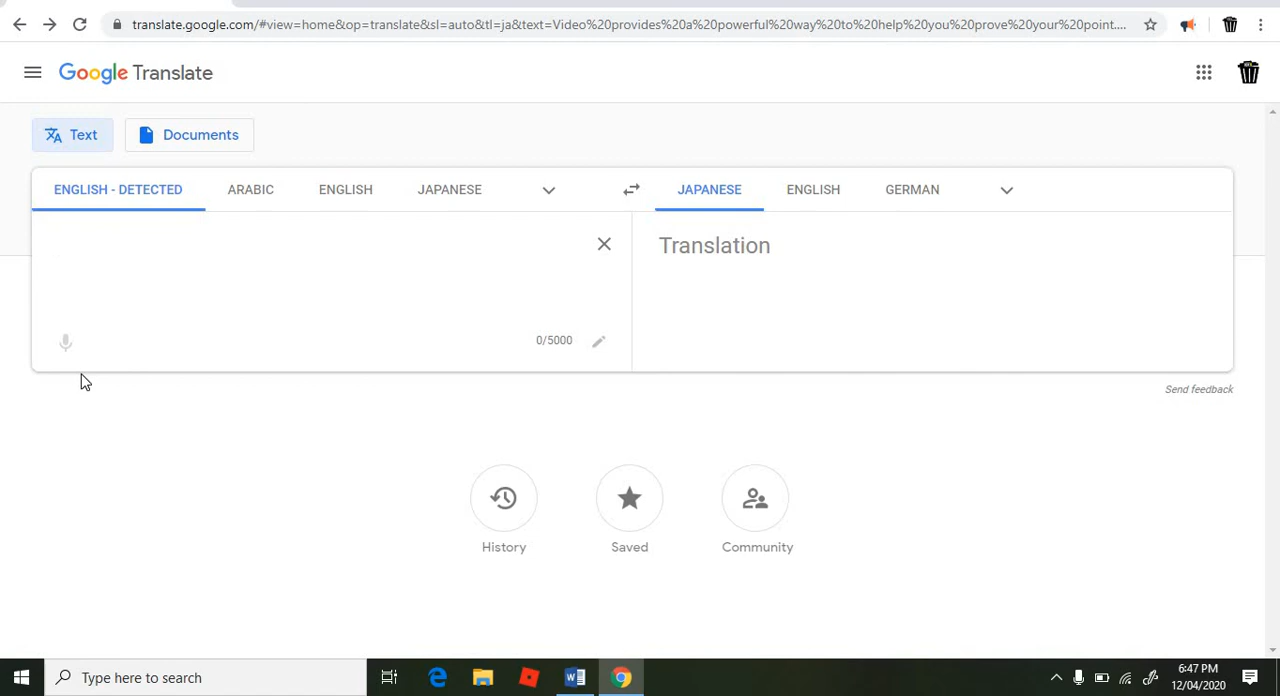 translate.google.com/#view=home&op=translate&sl=auto&tl=ja&text=Video%20provides%20a%20powerful%20way%20to%20help%20you%20prove%20your%20point....
Google Translate
Text Documents
ENGLISH - DETECTED ARABIC ENGLISH JAPANESE JAPANESE ENGLISH GERMAN
Translation
0/5000
Send feedback
History Saved Community
Type here to search
6:47 PM
12/04/2020